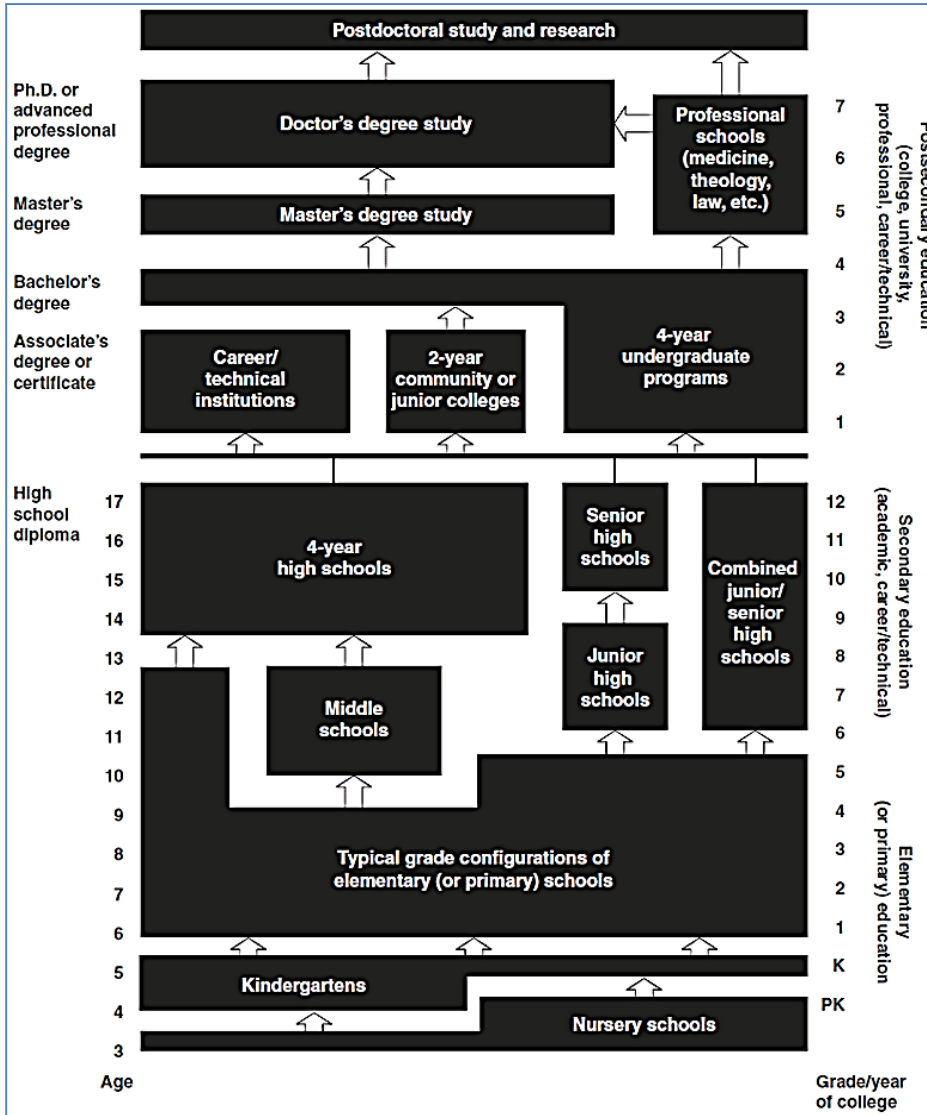 Postdoctoral study and research
Ph.D. or
advanced
professional
degree
Doctor's degree study
Professional
schools
(medicine,
theology,
law, etc.)
7
6
Master's
degree
Master's degree study
5
4
Bachelor's
degree
3
Associate's
degree or
certificate
Career/
technical
institutions
2-year
community or
junior colleges
4-year
undergraduate
programs
2
1
Postsecondary education
(college, university,
professional, career/technical)
High
school
diploma
17
16
15
14
13
12
11
10
9
8
7
6
5
4
3
Age
4-year
high schools
Senior
high
schools
Combined
junior/
senior
high
schools
Junior
high
schools
Middle
schools
12
11
10
9
8
7
6
5
4
3
2
1
K
PK
Grade/year
of college
Secondary education
(academic, career/technical)
Typical grade configurations of
elementary (or primary) schools
Elementary
(or primary) education
Kindergartens
Nursery schools